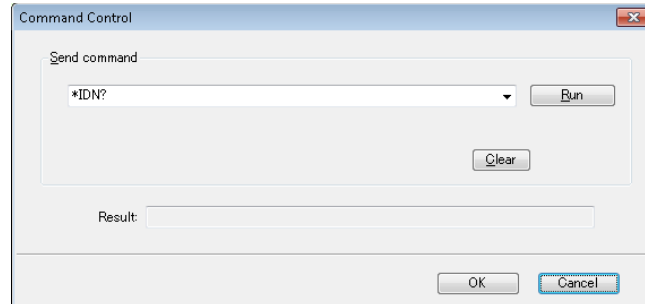 Command Control
Send command
*IDN?
Run
Clear
Result:
OK
Cancel